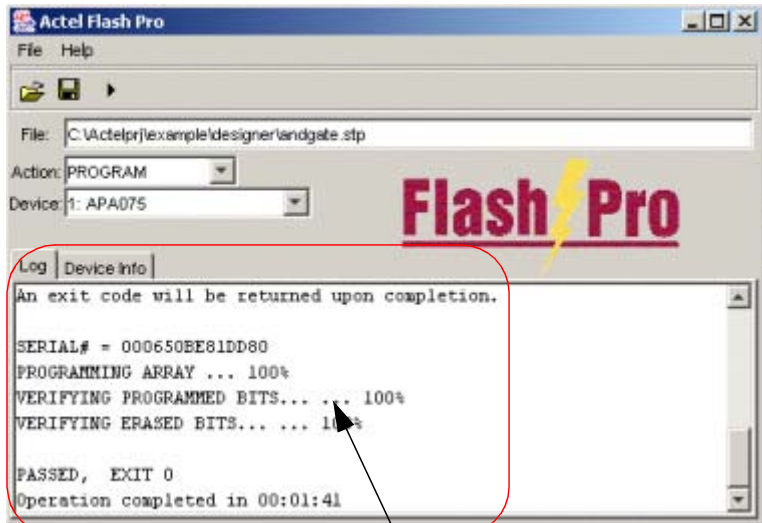 Actel Flash Pro
File Help
File: C:\Actelprj\example\designer\andgate.stp
Action: PROGRAM
Device: 1: APA075
Flash Pro
Log Device Info
An exit code will be returned upon completion.
SERIAL# = 000650BE81DD80
PROGRAMMING ARRAY ... 100%
VERIFYING PROGRAMMED BITS... ... 100%
VERIFYING ERASED BITS... ... 100%
PASSED, EXIT 0
Operation completed in 00:01:41